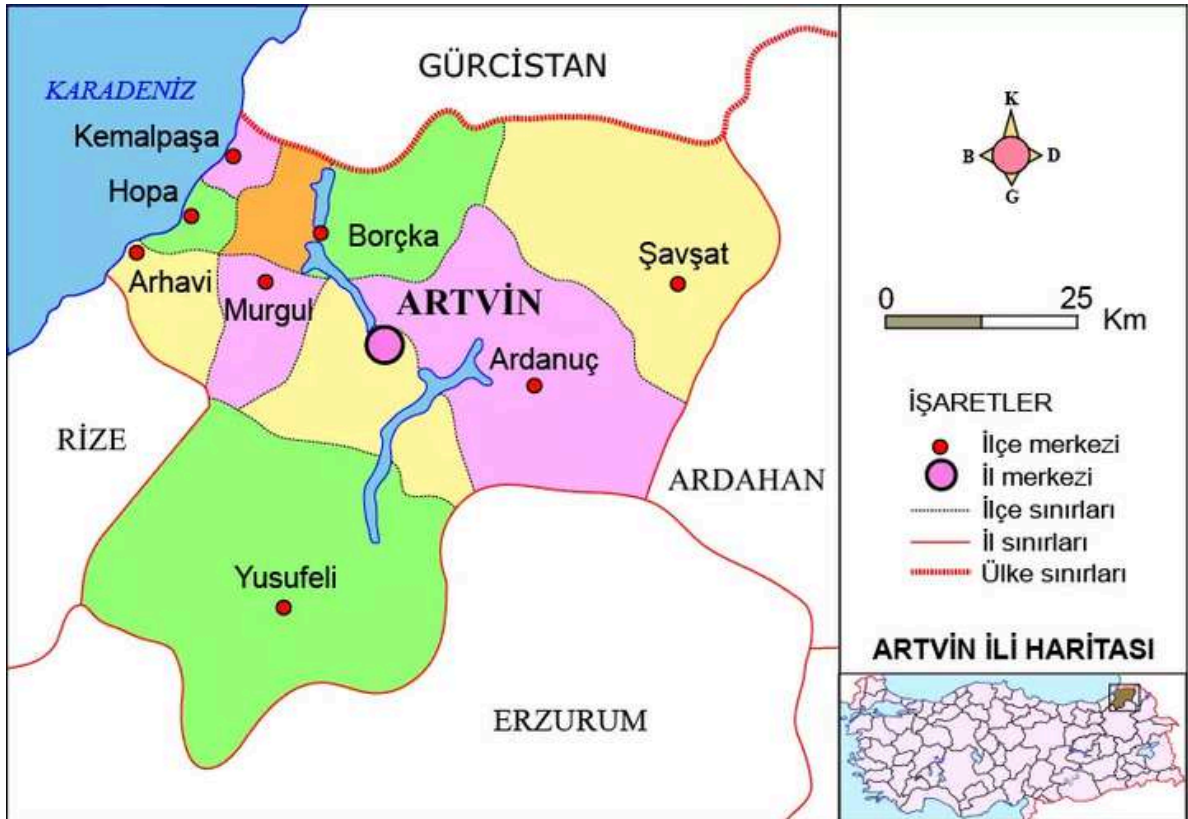 GÜRCİSTAN
KARADENİZ
Kemalpaşa
Hopa
Borçka
Arhavi
Şavşat
Murgul
ARTVİN
Ardanuç
RİZE
ARDAHAN
Yusufeli
ERZURUM
K
B
D
G
0
25
Km
İŞARETLER
İlçe merkezi
İl merkezi
İlçe sınırları
İl sınırları
Ülke sınırları
ARTVİN İLİ HARİTASI